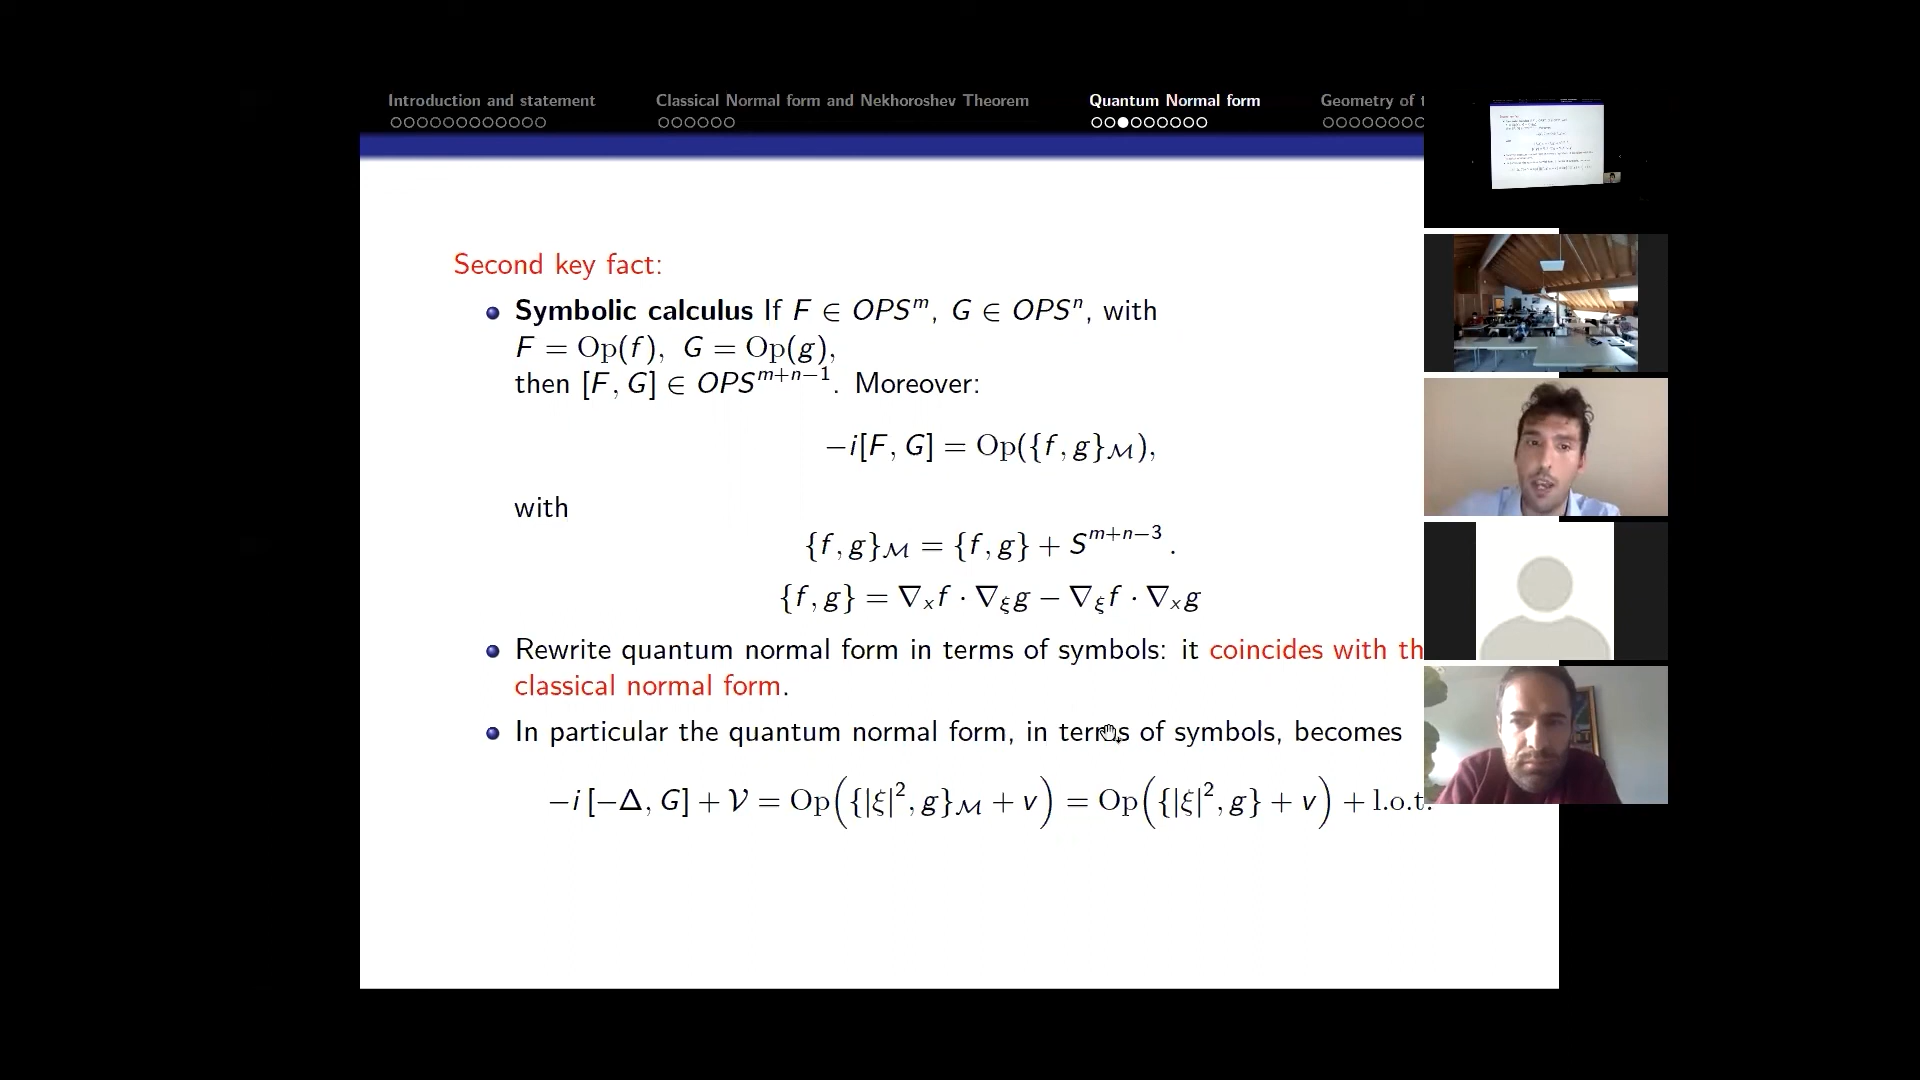 Introduction and statement Classical Normal form and Nekhoroshev Theorem Quantum Normal form Geometry of t
Second key fact:
Symbolic calculus If F ∈ OPS^m, G ∈ OPS^n, with
F = Op(f), G = Op(g),
then [F, G] ∈ OPS^{m+n−1}. Moreover:
−i[F, G] = Op({f, g}_ℳ),
with
{f, g}_ℳ = {f, g} + S^{m+n−3}.
{f, g} = ∇_x f · ∇_ξ g − ∇_ξ f · ∇_x g
Rewrite quantum normal form in terms of symbols: it coincides with th
classical normal form.
In particular the quantum normal form, in terms of symbols, becomes
−i [−Δ, G] + 𝒱 = Op({|ξ|², g}_ℳ + v) = Op({|ξ|², g} + v) + l.o.t.